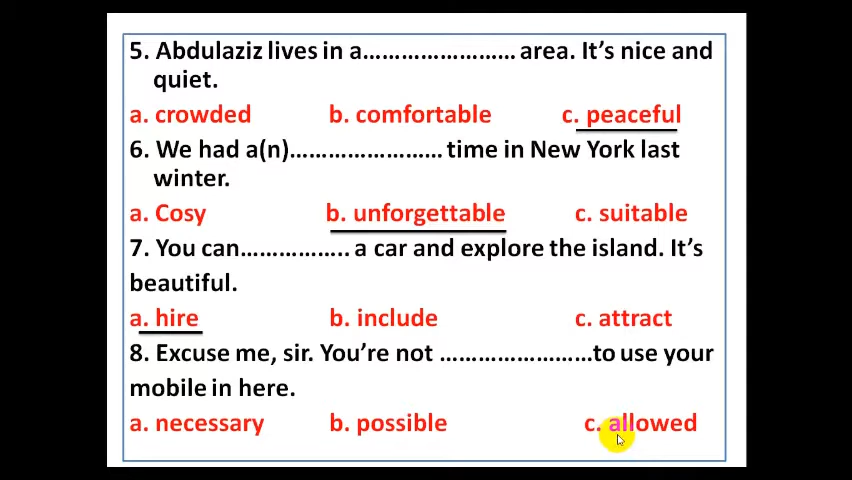 5. Abdulaziz lives in a…………………… area. It's nice and
quiet.
a. crowded b. comfortable c. peaceful
6. We had a(n)…………………… time in New York last
winter.
a. Cosy b. unforgettable c. suitable
7. You can…………….. a car and explore the island. It's
beautiful.
a. hire b. include c. attract
8. Excuse me, sir. You're not ……………………to use your
mobile in here.
a. necessary b. possible c. allowed